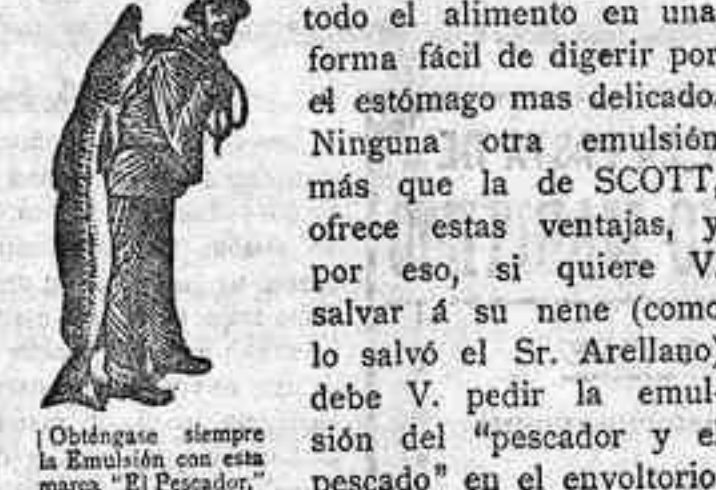 todo el alimento en una
forma fácil de digerir por
el estómago mas delicado.
Ninguna otra emulsión
más que la de SCOTT,
ofrece estas ventajas, y
por eso, si quiere V.
salvar á su nene (como
lo salvó el Sr. Arellano)
debe V. pedir la emul-
sión del “pescador y el
pescado” en el envoltorio
Obténgase siempre
la Emulsión con esta
marca “El Pescador,”